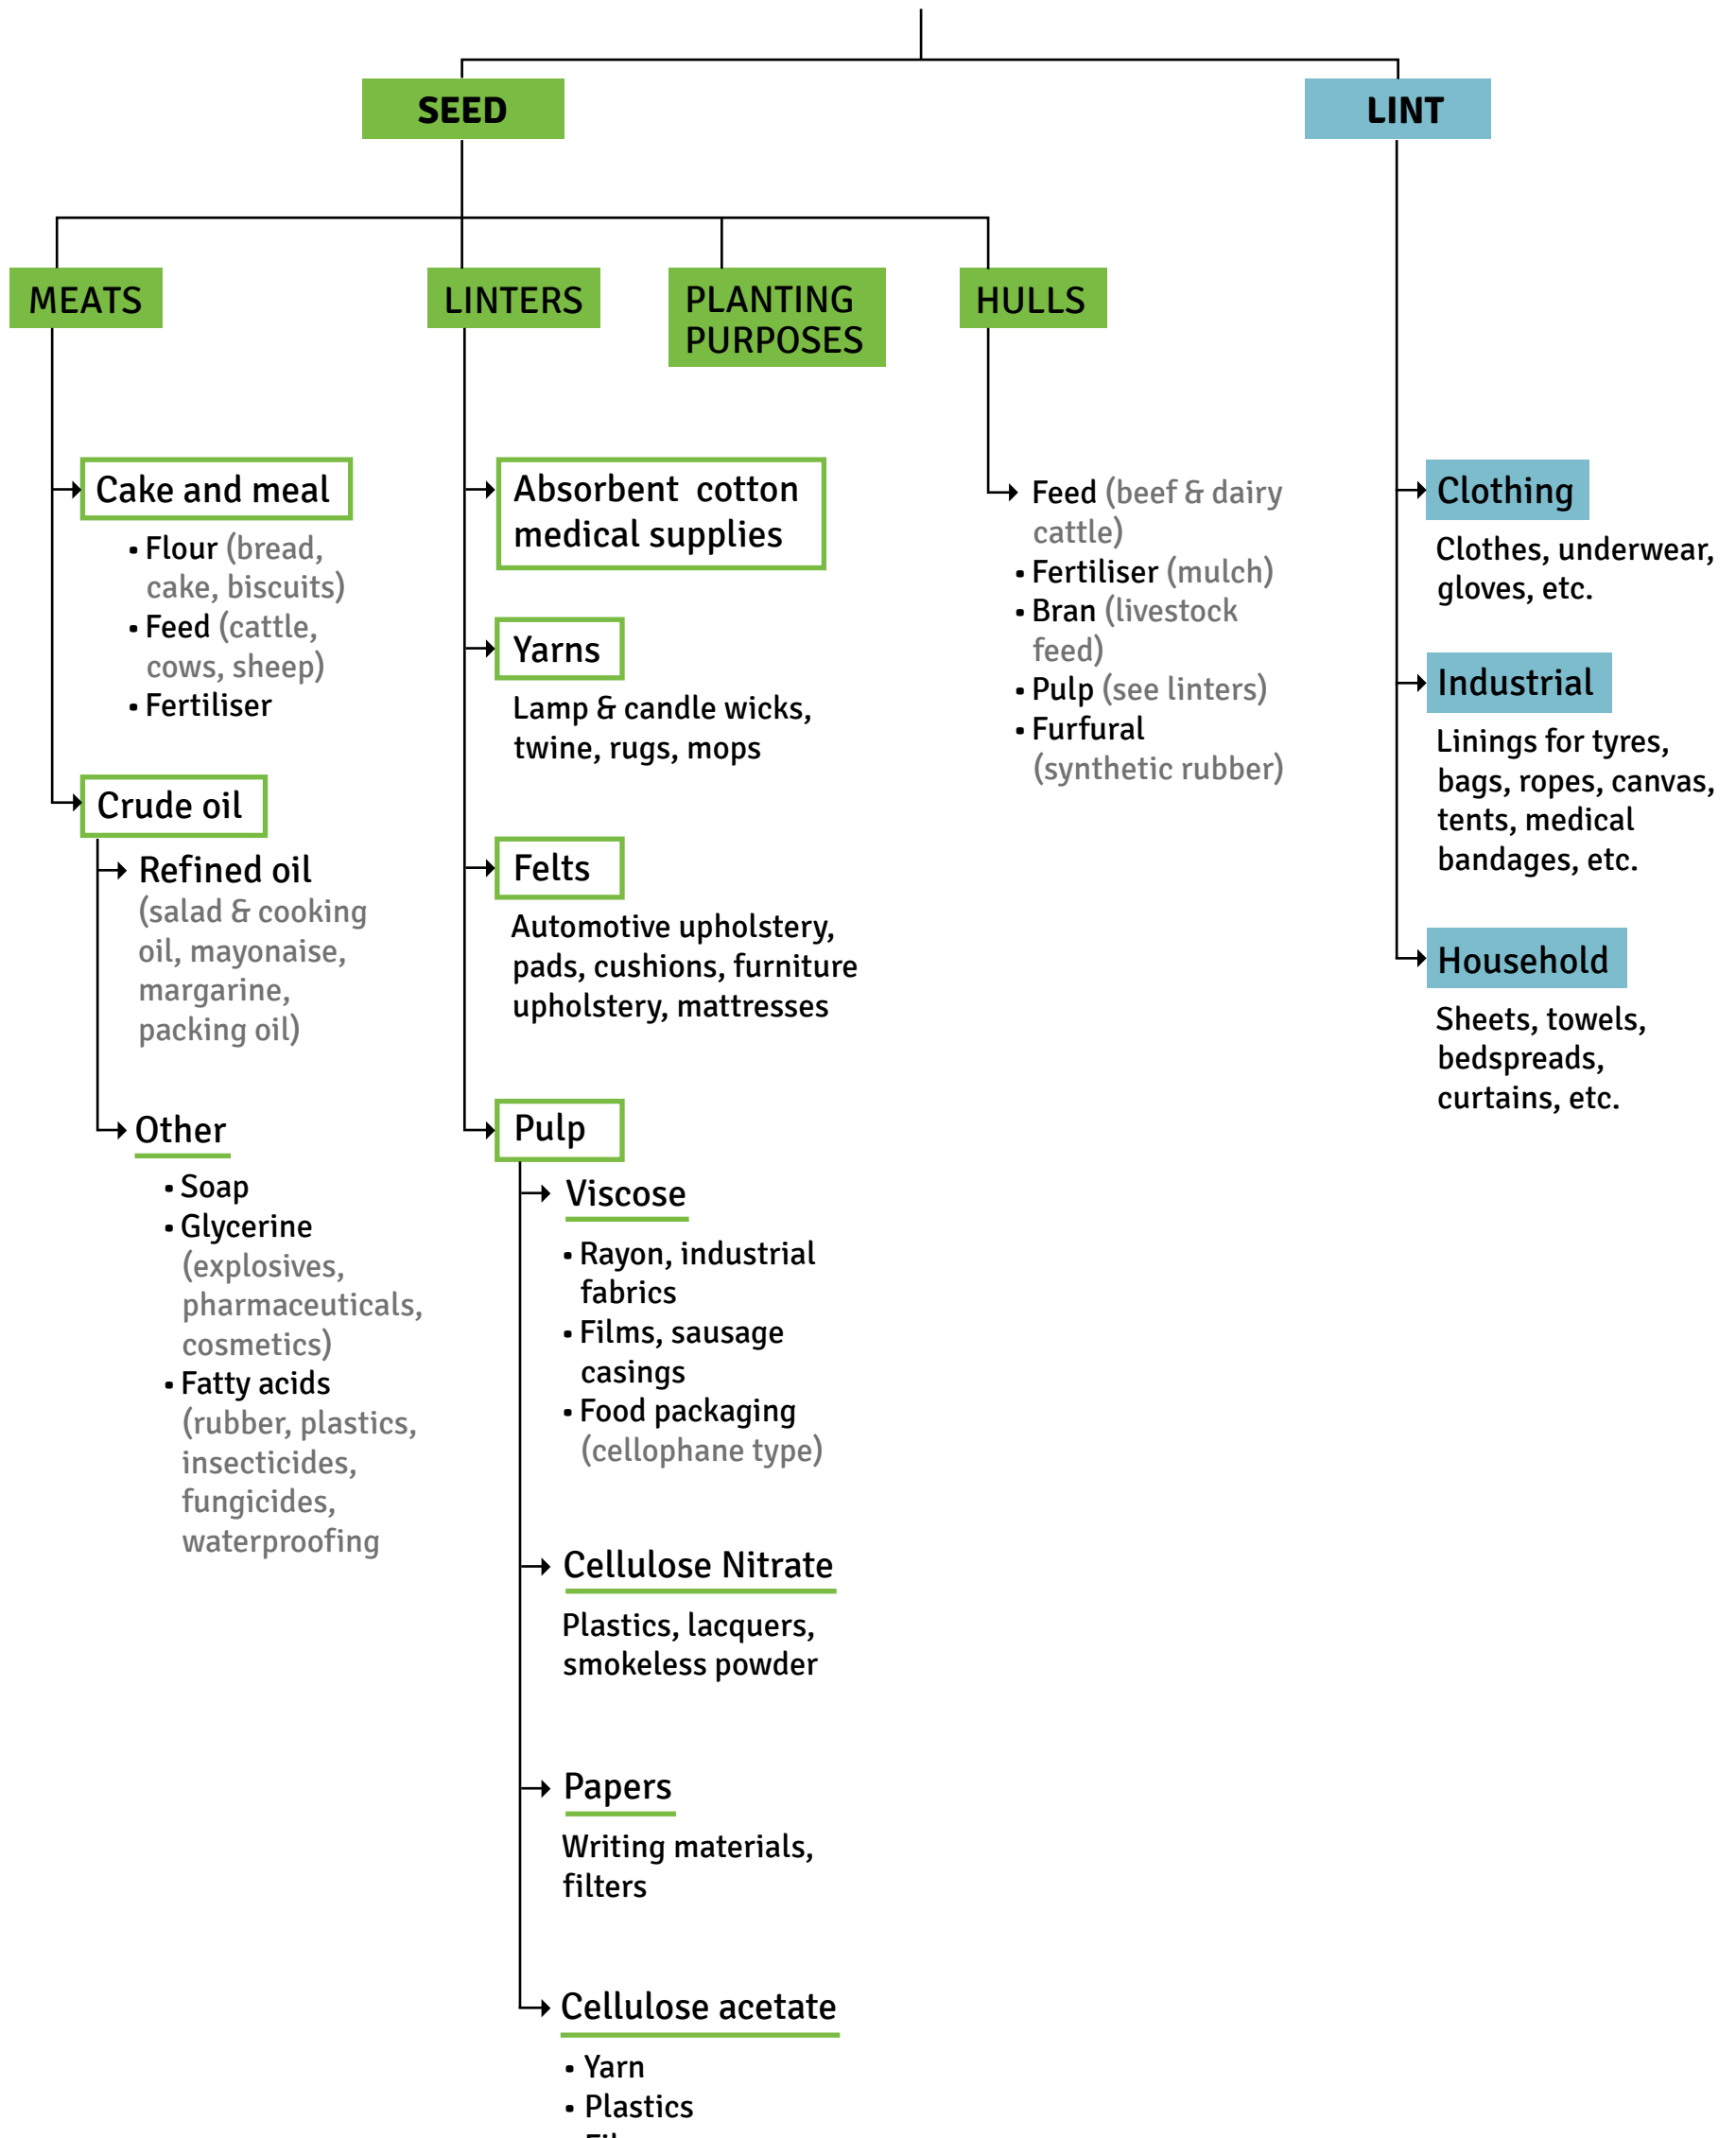 SEED
LINT
MEATS
LINTERS
PLANTING
PURPOSES
HULLS
Cake and meal
• Flour (bread,
cake, biscuits)
• Feed (cattle,
cows, sheep)
• Fertiliser
Crude oil
Refined oil
(salad & cooking
oil, mayonaise,
margarine,
packing oil)
Other
• Soap
• Glycerine
(explosives,
pharmaceuticals,
cosmetics)
• Fatty acids
(rubber, plastics,
insecticides,
fungicides,
waterproofing
Absorbent cotton
medical supplies
Yarns
Lamp & candle wicks,
twine, rugs, mops
Felts
Automotive upholstery,
pads, cushions, furniture
upholstery, mattresses
Pulp
Viscose
• Rayon, industrial
fabrics
• Films, sausage
casings
• Food packaging
(cellophane type)
Cellulose Nitrate
Plastics, lacquers,
smokeless powder
Papers
Writing materials,
filters
Cellulose acetate
• Yarn
• Plastics
Feed (beef & dairy
cattle)
• Fertiliser (mulch)
• Bran (livestock
feed)
• Pulp (see linters)
• Furfural
(synthetic rubber)
Clothing
Clothes, underwear,
gloves, etc.
Industrial
Linings for tyres,
bags, ropes, canvas,
tents, medical
bandages, etc.
Household
Sheets, towels,
bedspreads,
curtains, etc.